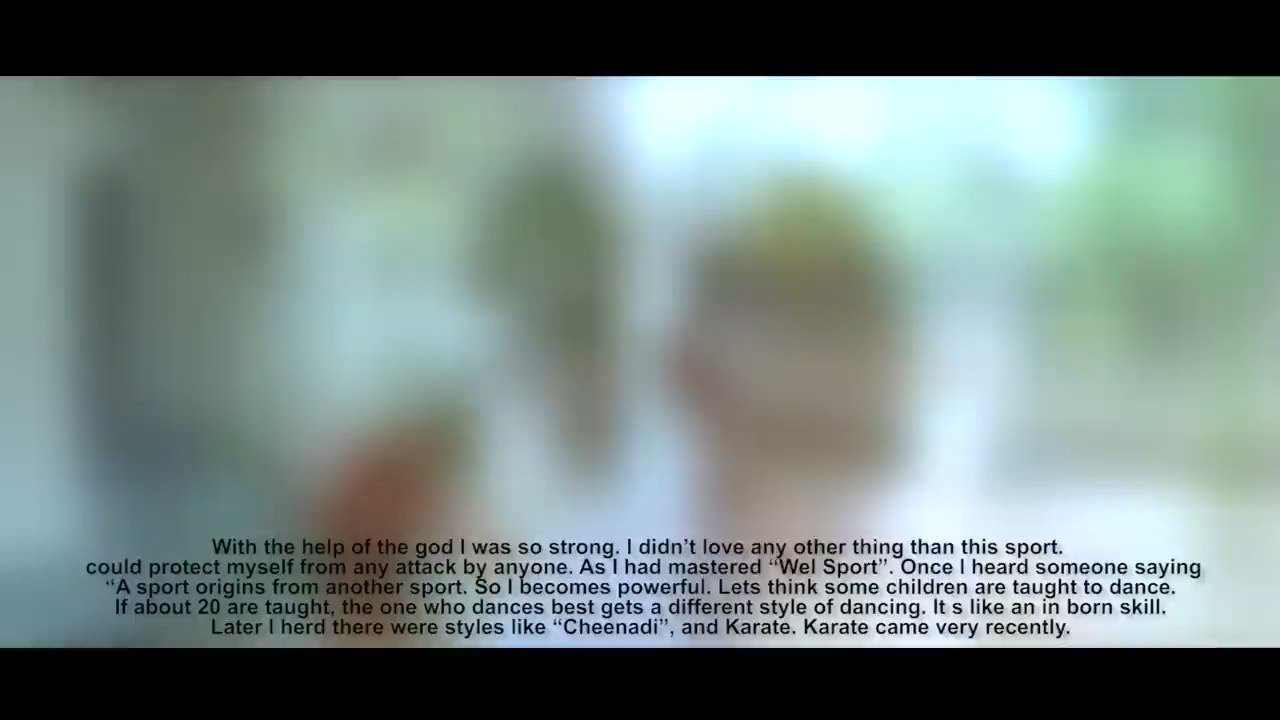 With the help of the god I was so strong. I didn’t love any other thing than this sport.
could protect myself from any attack by anyone. As I had mastered “Wel Sport”. Once I heard someone saying
“A sport origins from another sport. So I becomes powerful. Lets think some children are taught to dance.
If about 20 are taught, the one who dances best gets a different style of dancing. It s like an in born skill.
Later I herd there were styles like “Cheenadi”, and Karate. Karate came very recently.